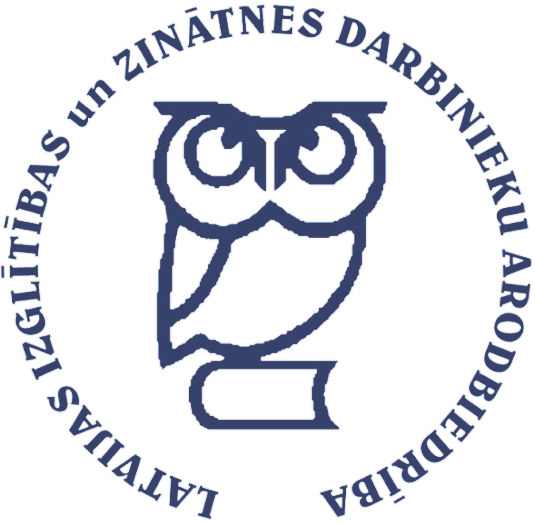 LATVIJAS IZGLĪTĪBAS un ZINĀTNES DARBINIEKU ARODBIEDRĪBA